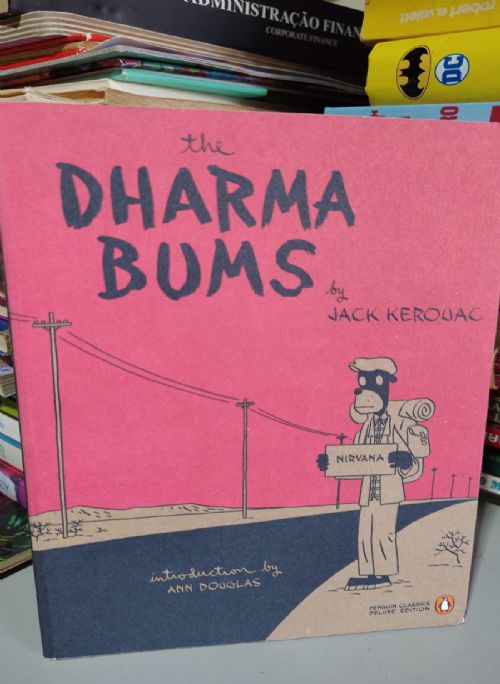 ADMINISTRAÇÃO FINAN
CORPORATE FINANCE
robert e. valett
DC
the
DHARMA
BUMS
by
JACK KEROUAC
NIRVANA
introduction by
ANN DOUGLAS
PENGUIN CLASSICS
DELUXE EDITION